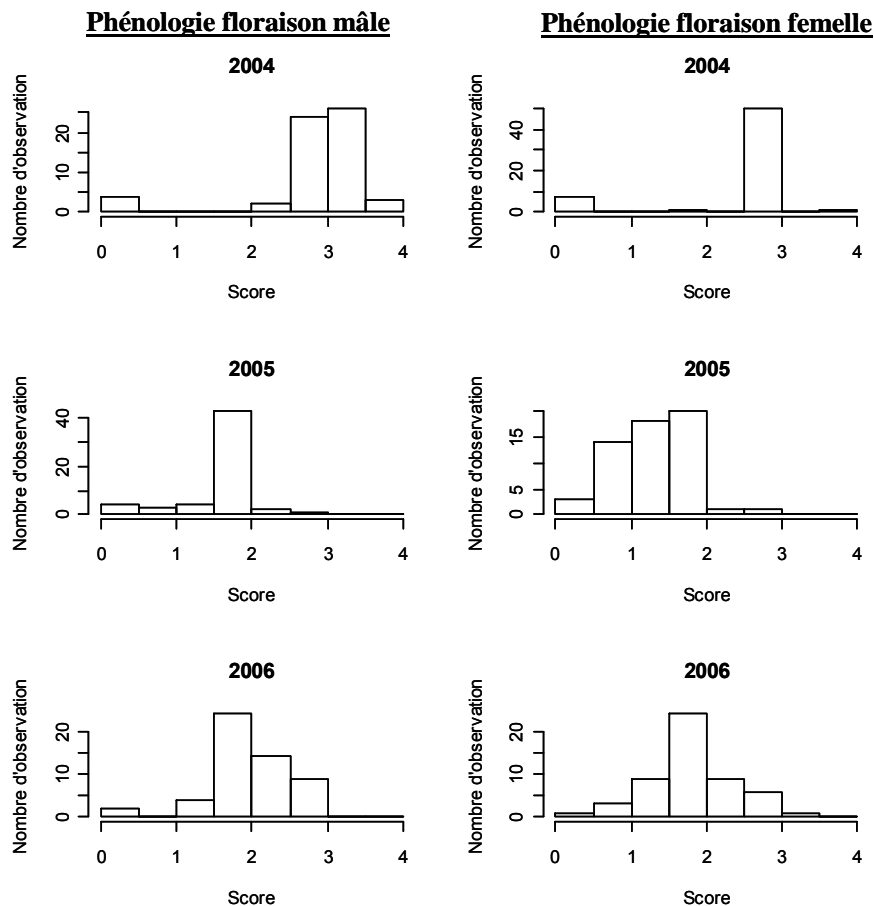 Phénologie floraison mâle
Phénologie floraison femelle
2004
Nombre d'observation
0 10 20
0 1 2 3 4
Score
2004
Nombre d'observation
0 20 40
0 1 2 3 4
Score
2005
Nombre d'observation
0 20 40
0 1 2 3 4
Score
2005
Nombre d'observation
0 5 15
0 1 2 3 4
Score
2006
Nombre d'observation
0 10 20
0 1 2 3 4
Score
2006
Nombre d'observation
0 10 20
0 1 2 3 4
Score